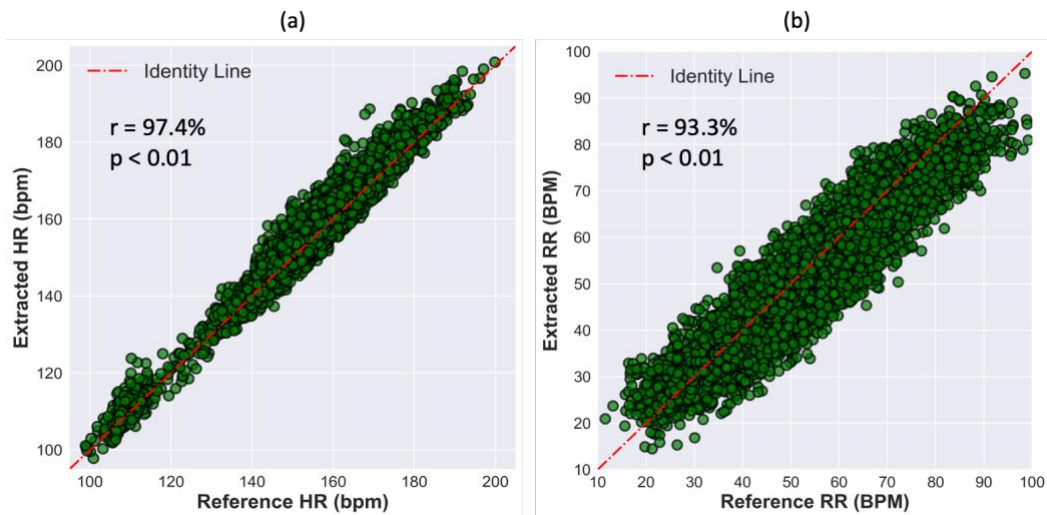 (a)
Identity Line
r = 97.4%
p < 0.01
Extracted HR (bpm)
200
180
160
140
120
100
100 120 140 160 180 200
Reference HR (bpm)
(b)
Identity Line
r = 93.3%
p < 0.01
Extracted RR (BPM)
100
90
80
70
60
50
40
30
20
10
10 20 30 40 50 60 70 80 90 100
Reference RR (BPM)